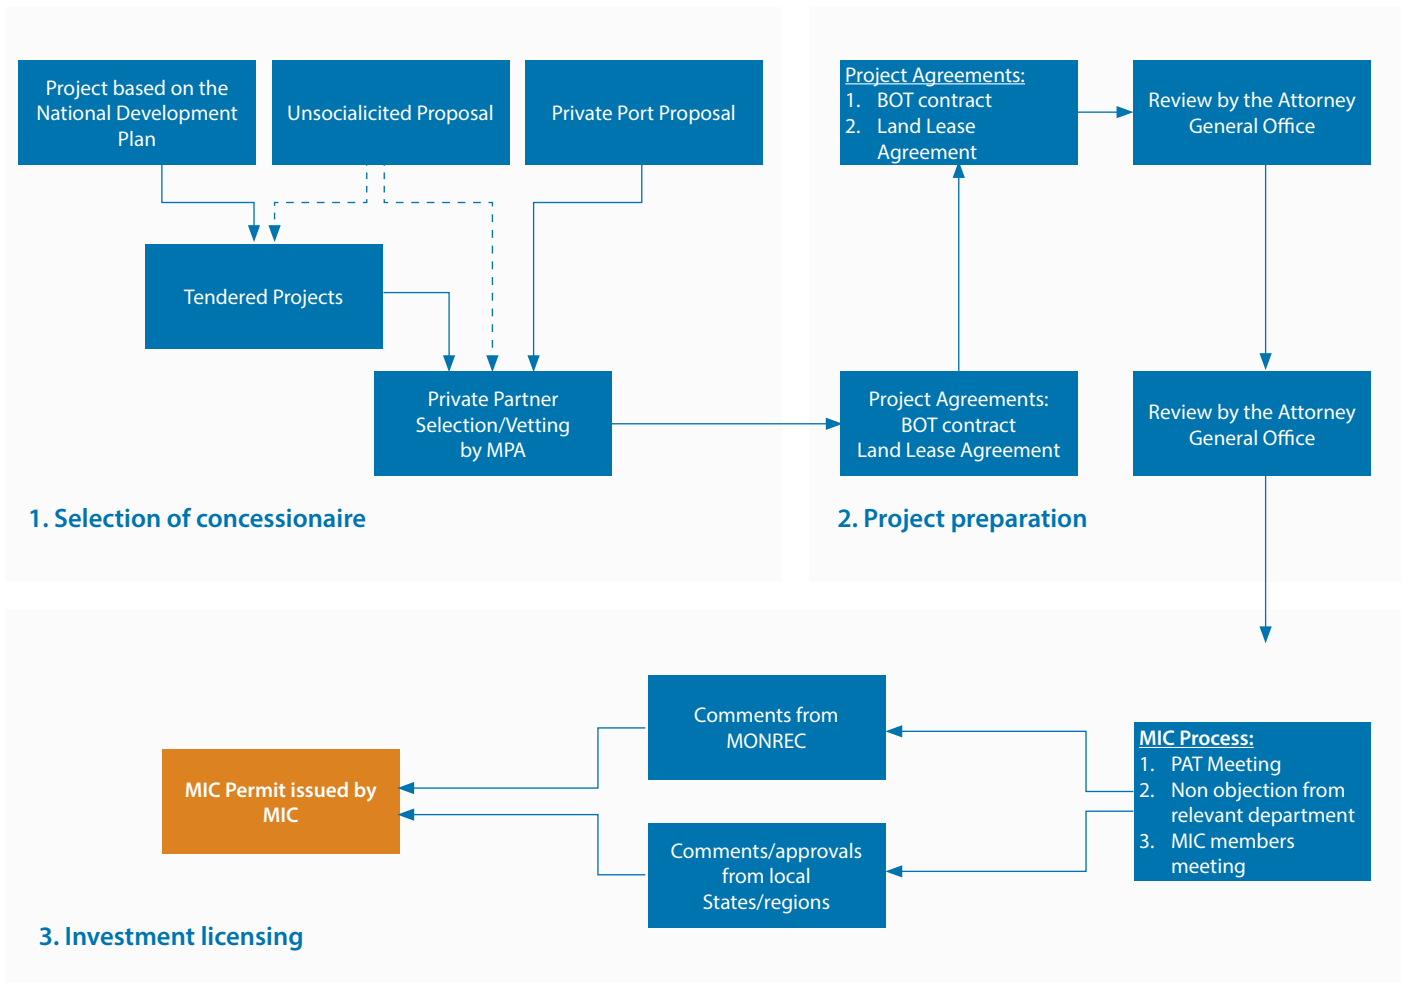 Project based on the
National Development
Plan
Unsocialicited Proposal
Private Port Proposal
Tendered Projects
Private Partner
Selection/Vetting
by MPA
1. Selection of concessionaire
Project Agreements:
1. BOT contract
2. Land Lease
Agreement
Review by the Attorney
General Office
Project Agreements:
BOT contract
Land Lease Agreement
Review by the Attorney
General Office
2. Project preparation
Comments from
MONREC
MIC Process:
1. PAT Meeting
2. Non objection from
relevant department
3. MIC members
meeting
MIC Permit issued by
MIC
Comments/approvals
from local
States/regions
3. Investment licensing